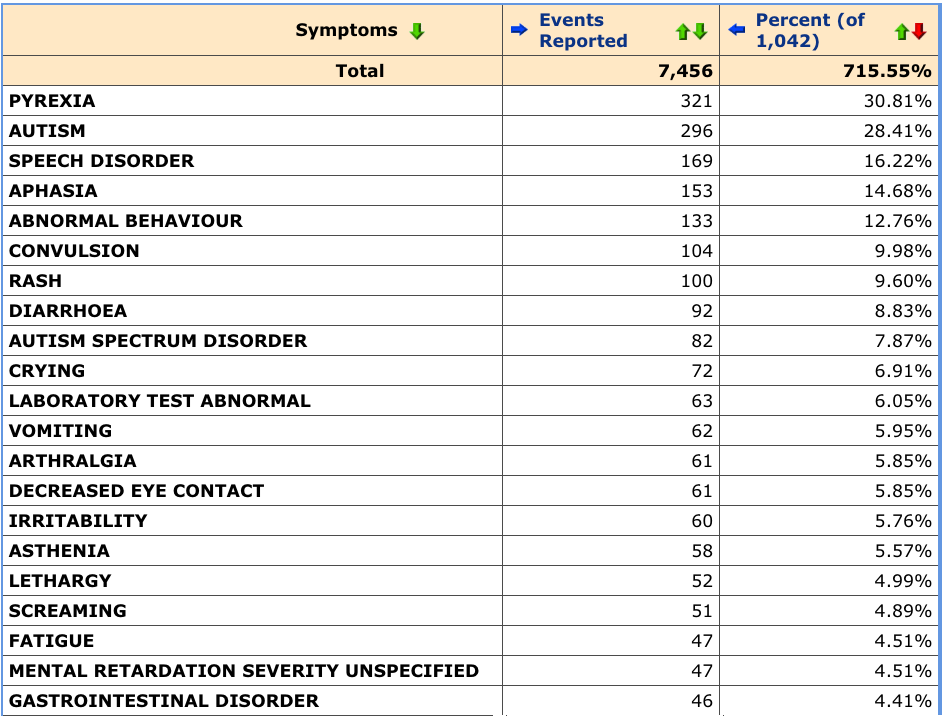 Symptoms Events Reported Percent (of 1,042)
Total 7,456 715.55%
PYREXIA 321 30.81%
AUTISM 296 28.41%
SPEECH DISORDER 169 16.22%
APHASIA 153 14.68%
ABNORMAL BEHAVIOUR 133 12.76%
CONVULSION 104 9.98%
RASH 100 9.60%
DIARRHOEA 92 8.83%
AUTISM SPECTRUM DISORDER 82 7.87%
CRYING 72 6.91%
LABORATORY TEST ABNORMAL 63 6.05%
VOMITING 62 5.95%
ARTHRALGIA 61 5.85%
DECREASED EYE CONTACT 61 5.85%
IRRITABILITY 60 5.76%
ASTHENIA 58 5.57%
LETHARGY 52 4.99%
SCREAMING 51 4.89%
FATIGUE 47 4.51%
MENTAL RETARDATION SEVERITY UNSPECIFIED 47 4.51%
GASTROINTESTINAL DISORDER 46 4.41%